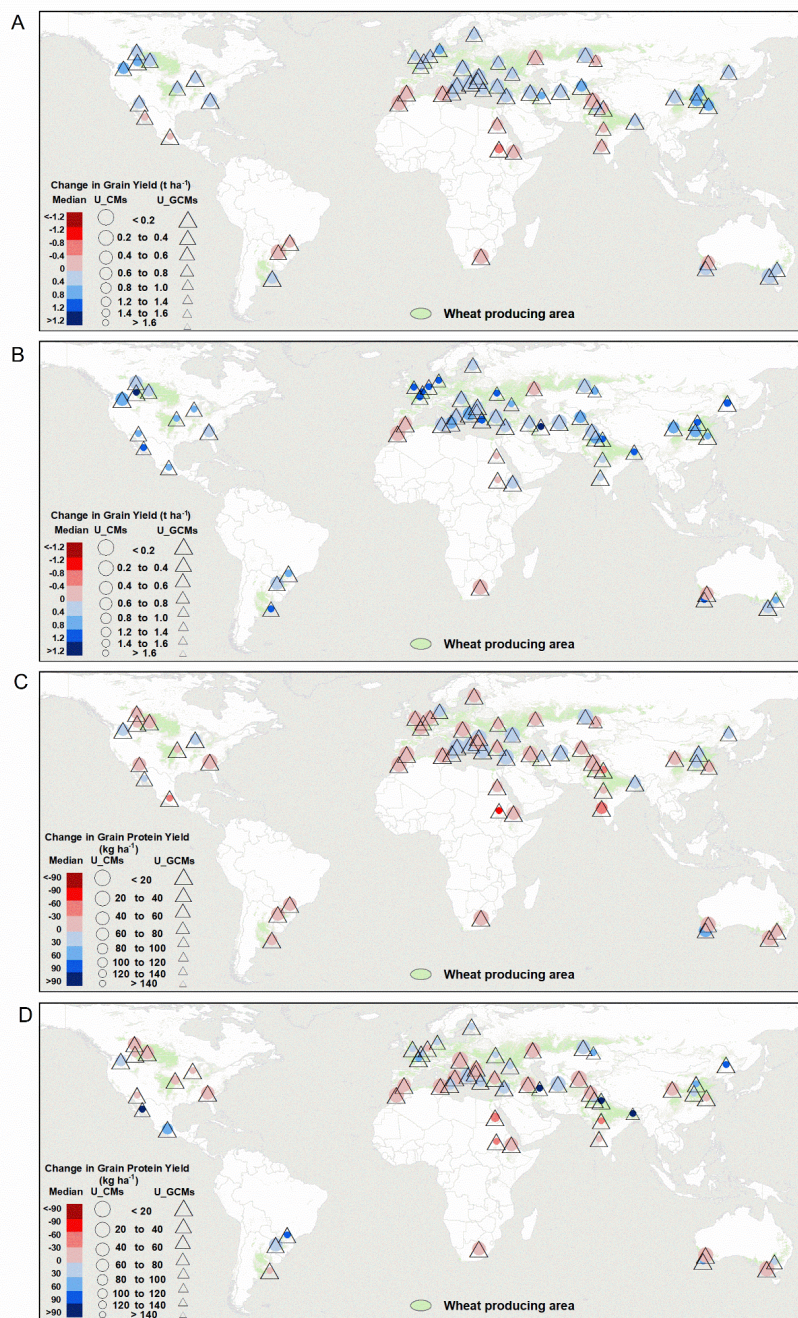 A
Change in Grain Yield (t ha⁻¹)
Median U_CMs U_GCMs
<-1.2 < 0.2
-1.2
-0.8 0.2 to 0.4
-0.4 0.4 to 0.6
0 0.6 to 0.8
0.4 0.8 to 1.0
0.8 1.2 to 1.4
1.2 1.4 to 1.6
>1.2 > 1.6
Wheat producing area
B
Change in Grain Yield (t ha⁻¹)
Median U_CMs U_GCMs
<-1.2 < 0.2
-1.2
-0.8 0.2 to 0.4
-0.4 0.4 to 0.6
0 0.6 to 0.8
0.4 0.8 to 1.0
0.8 1.2 to 1.4
1.2 1.4 to 1.6
>1.2 > 1.6
Wheat producing area
C
Change in Grain Protein Yield
(kg ha⁻¹)
Median U_CMs U_GCMs
<-90 < 20
-90
-60 20 to 40
-30 40 to 60
0 60 to 80
30 80 to 100
60 100 to 120
90 120 to 140
>90 > 140
Wheat producing area
D
Change in Grain Protein Yield
(kg ha⁻¹)
Median U_CMs U_GCMs
<-90 < 20
-90
-60 20 to 40
-30 40 to 60
0 60 to 80
30 80 to 100
60 100 to 120
90 120 to 140
>90 > 140
Wheat producing area